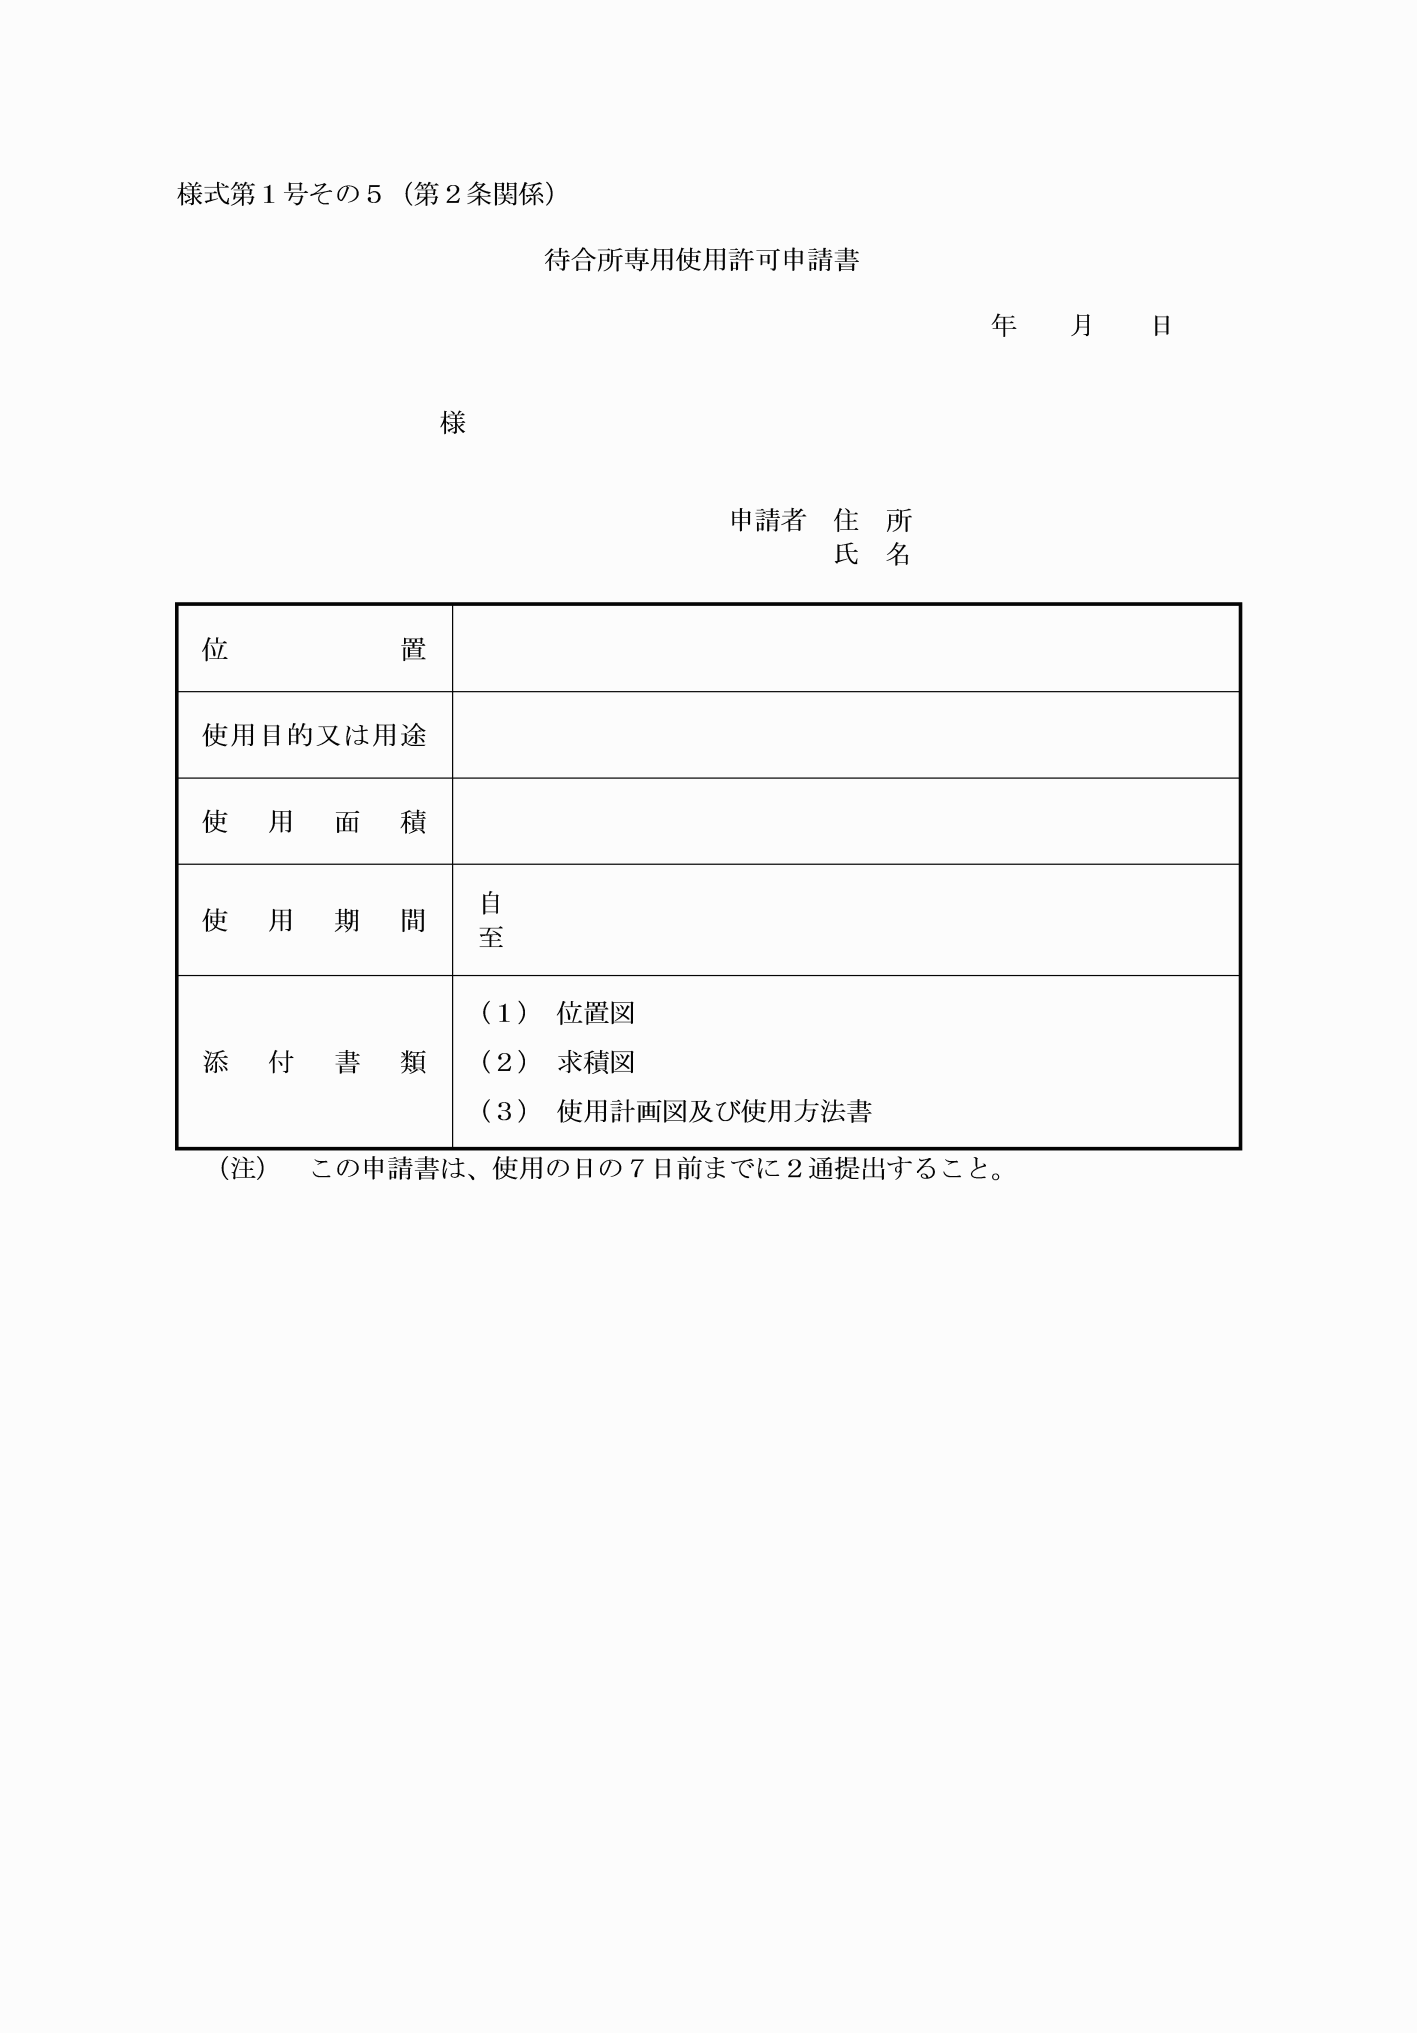 様式第１号その５（第２条関係）
待合所専用使用許可申請書
年　　月　　日
様
申請者　住　所
氏　名
位置
使用目的又は用途
使用面積
使用期間
自
至
添付書類
（１）　位置図
（２）　求積図
（３）　使用計画図及び使用方法書
（注）　この申請書は、使用の日の７日前までに２通提出すること。